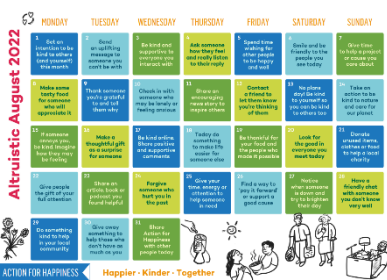 Altruistic August 2022
MONDAY TUESDAY WEDNESDAY THURSDAY FRIDAY SATURDAY SUNDAY
1 Set an
intention to be
kind to others
(and yourself)
this month
2 Send
an uplifting
message to
someone you
can't be with
3 Be kind and
supportive to
everyone you
interact with
4 Ask someone
how they feel
and really listen
to their reply
5 Spend time
wishing for
other people
to be happy
and well
6 Smile and be
friendly to the
people you
see today
7 Give time
to help a
project or
cause you
care about
8 Make some
tasty food
for someone
who will
appreciate it
9 Thank someone
you're grateful
to and tell
them why
10 Check in with
someone who
may be lonely or
feeling anxious
11 Share an
encouraging
news story to
inspire others
12 Contact
a friend to
let them know
you're thinking
of them
13 No plans
day! Be kind
to yourself so
you can be kind
to others too
14 Take an
action to be
kind to nature
and care for
our planet
15 If someone
annoys you,
be kind. Imagine
how they may
be feeling
16 Make a
thoughtful gift
as a surprise
for someone
17 Be kind online.
Share positive
and supportive
comments
18 Today do
something to
make life
easier for
someone else
19 Be thankful
for your food
and the people
who made it possible
20 Look for the
good in
everyone you
meet today
21 Donate
unused items,
clothes or food
to help a local
charity
22 Give people
the gift of your
full attention
23 Share an
article, book or
podcast you
found helpful
24 Forgive
someone who
hurt you in
the past
25 Give your
time, energy or
attention to
help someone
in need
26 Find a way to
pay it forward
or support a
good cause
27 Notice
when someone
is down and
try to brighten
their day
28 Have a
friendly chat
with someone
you don't know
very well
29 Do something
kind to help
in your local
community
30 Give away
something to
help those who
don't have as
much as you
31 Share
Action for
Happiness with
other people
today
ACTION FOR HAPPINESS
Happier · Kinder · Together